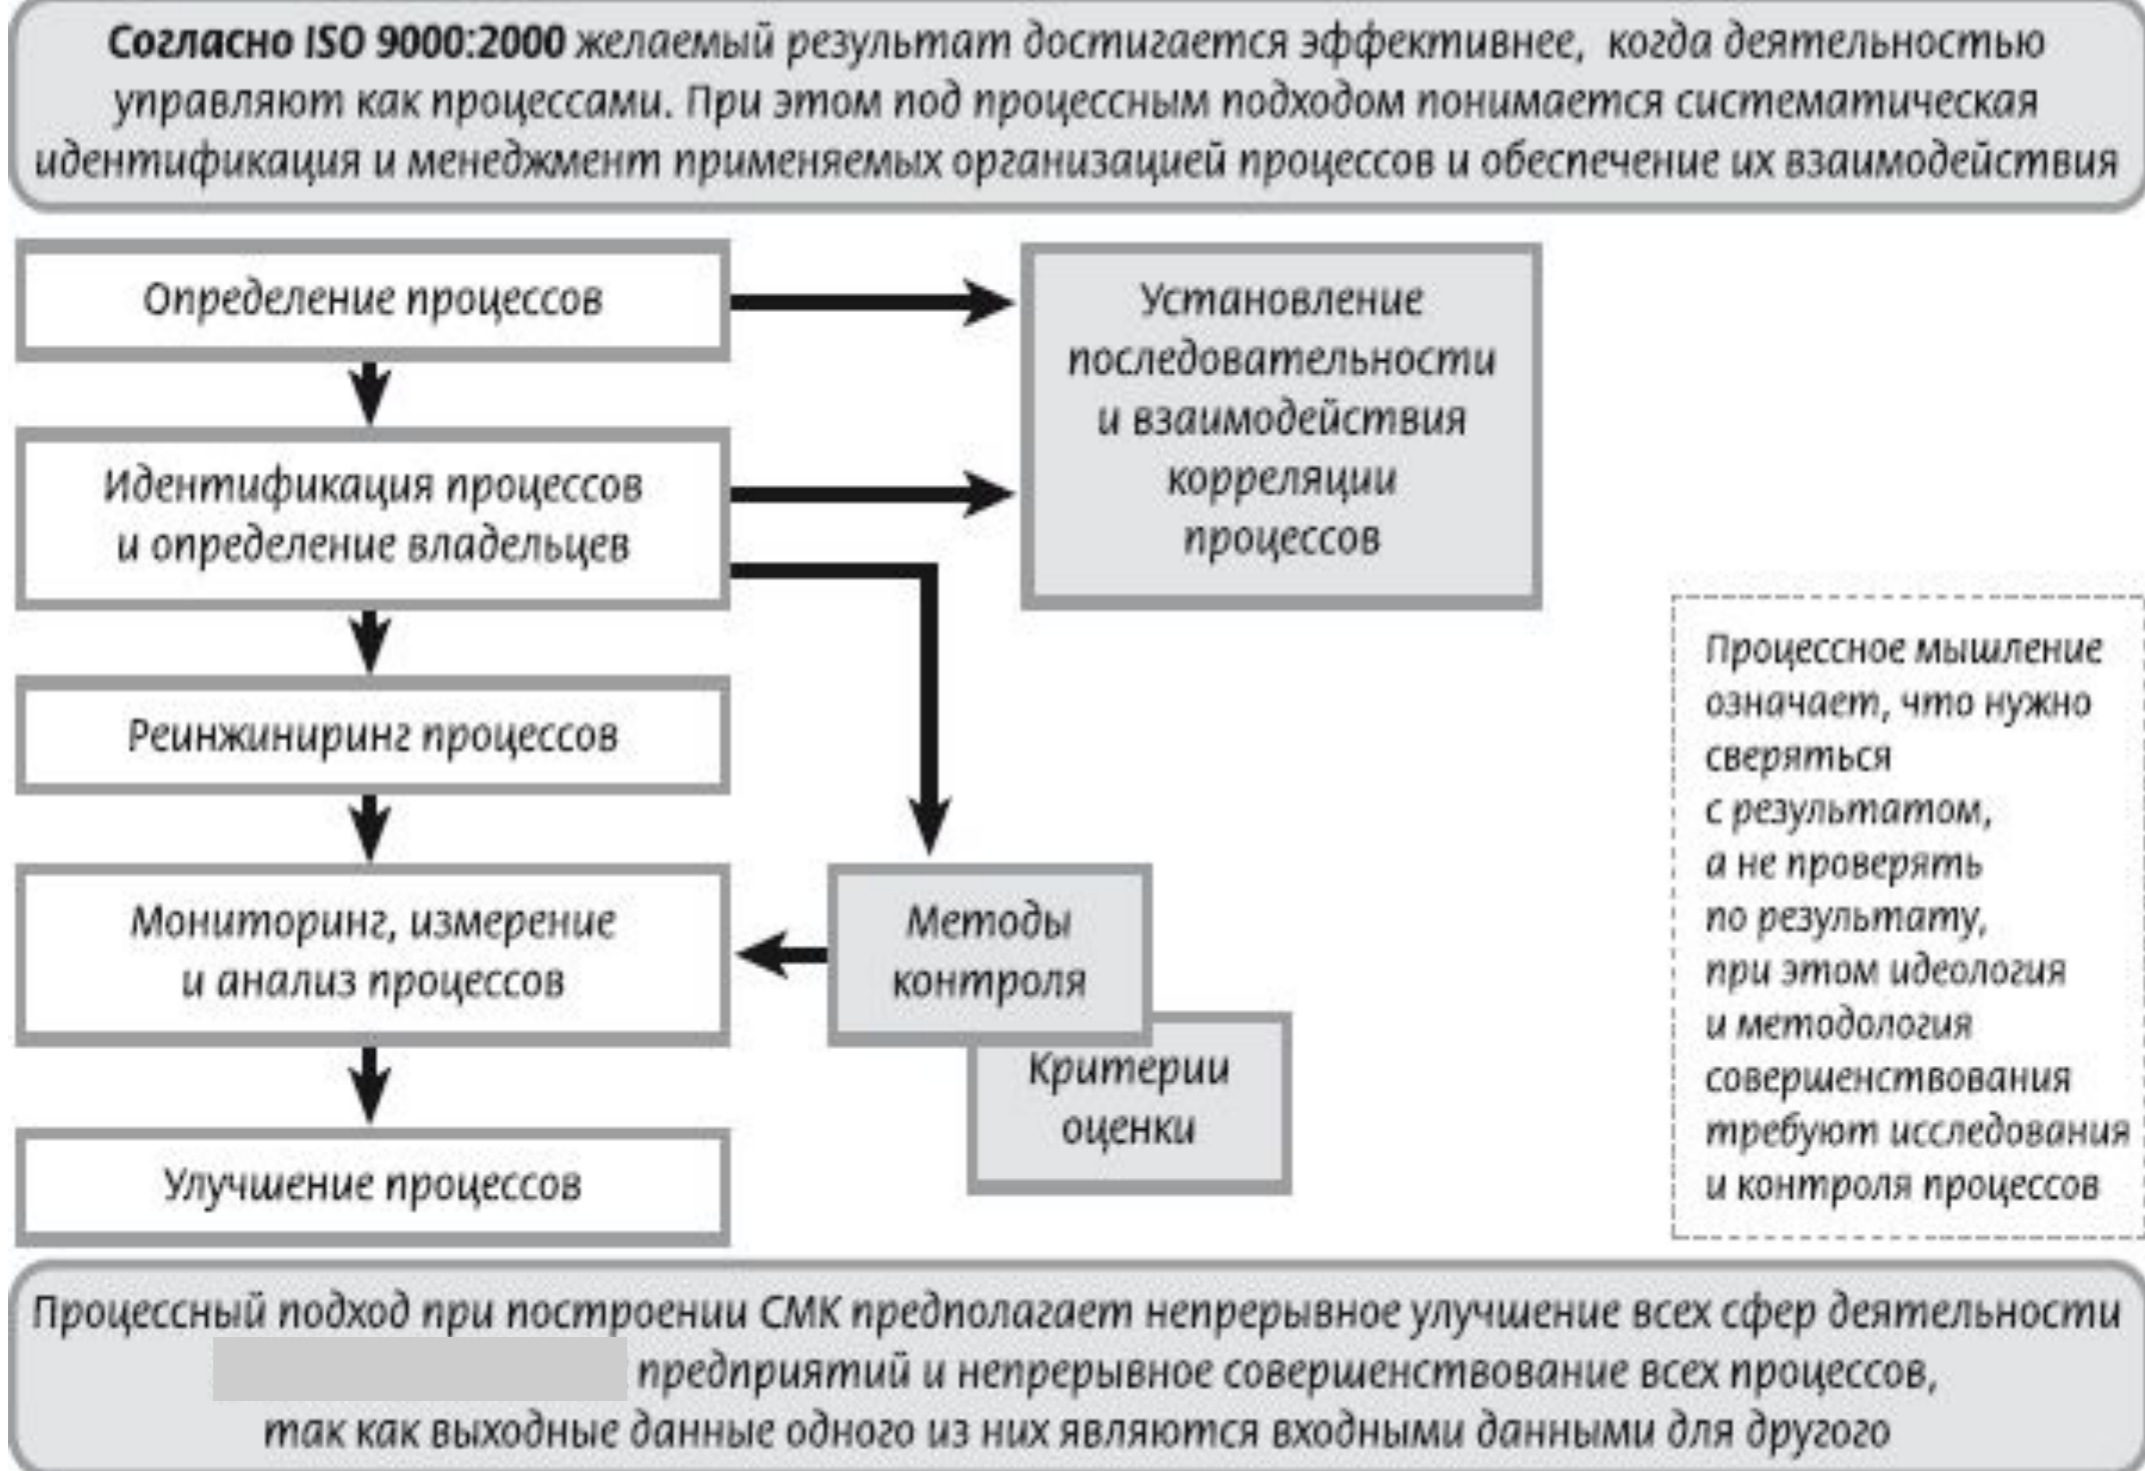 Согласно ISO 9000:2000 желаемый результат достигается эффективнее, когда деятельностью
управляют как процессами. При этом под процессным подходом понимается систематическая
идентификация и менеджмент применяемых организацией процессов и обеспечение их взаимодействия
Определение процессов
Установление
последовательности
и взаимодействия
корреляции
процессов
Идентификация процессов
и определение владельцев
Реинжиниринг процессов
Мониторинг, измерение
и анализ процессов
Методы
контроля
Критерии
оценки
Улучшение процессов
Процессное мышление
означает, что нужно
сверяться
с результатом,
а не проверять
по результату,
при этом идеология
и методология
совершенствования
требуют исследования
и контроля процессов
Процессный подход при построении СМК предполагает непрерывное улучшение всех сфер деятельности
предприятий и непрерывное совершенствование всех процессов,
так как выходные данные одного из них являются входными данными для другого